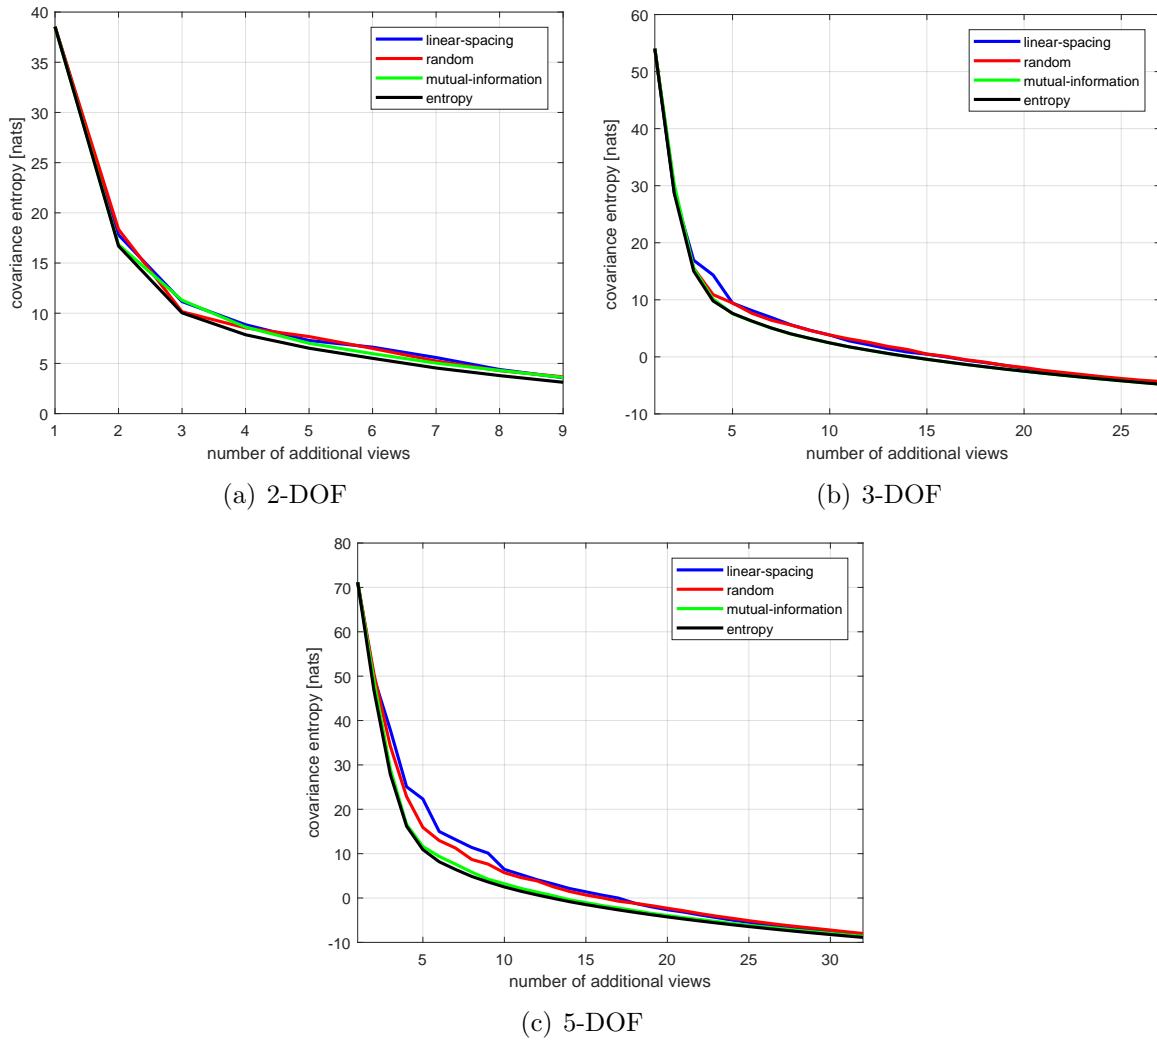 40
35
30
25
20
15
10
5
0
covariance entropy [nats]
linear-spacing
random
mutual-information
entropy
1 2 3 4 5 6 7 8 9
number of additional views
(a) 2-DOF
60
50
40
30
20
10
0
-10
covariance entropy [nats]
linear-spacing
random
mutual-information
entropy
5 10 15 20 25
number of additional views
(b) 3-DOF
80
70
60
50
40
30
20
10
0
-10
covariance entropy [nats]
linear-spacing
random
mutual-information
entropy
5 10 15 20 25 30
number of additional views
(c) 5-DOF